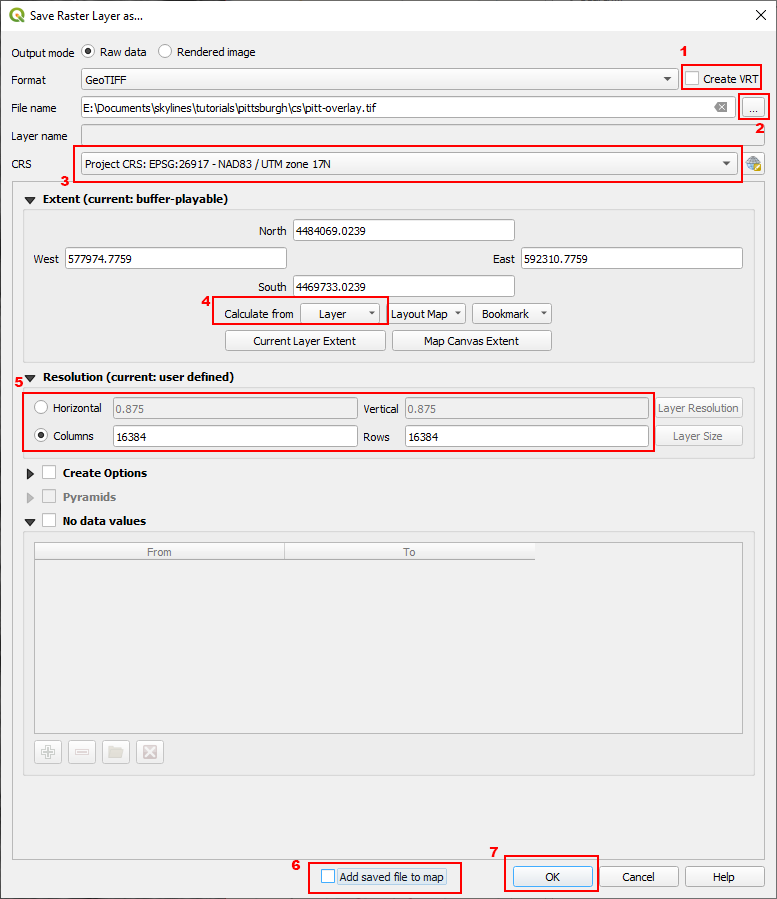 Save Raster Layer as...
Output mode Raw data Rendered image
1
Format GeoTIFF Create VRT
File name E:\Documents\skylines\tutorials\pittsburgh\cs\pitt-overlay.tif ...
2
Layer name
CRS Project CRS: EPSG:26917 - NAD83 / UTM zone 17N
3
Extent (current: buffer-playable)
North 4484069.0239
West 577974.7759 East 592310.7759
South 4469733.0239
4
Calculate from Layer Layout Map Bookmark
Current Layer Extent Map Canvas Extent
5
Resolution (current: user defined)
Horizontal 0.875 Vertical 0.875 Layer Resolution
Columns 16384 Rows 16384 Layer Size
Create Options
Pyramids
No data values
From To
6
Add saved file to map
7
OK Cancel Help